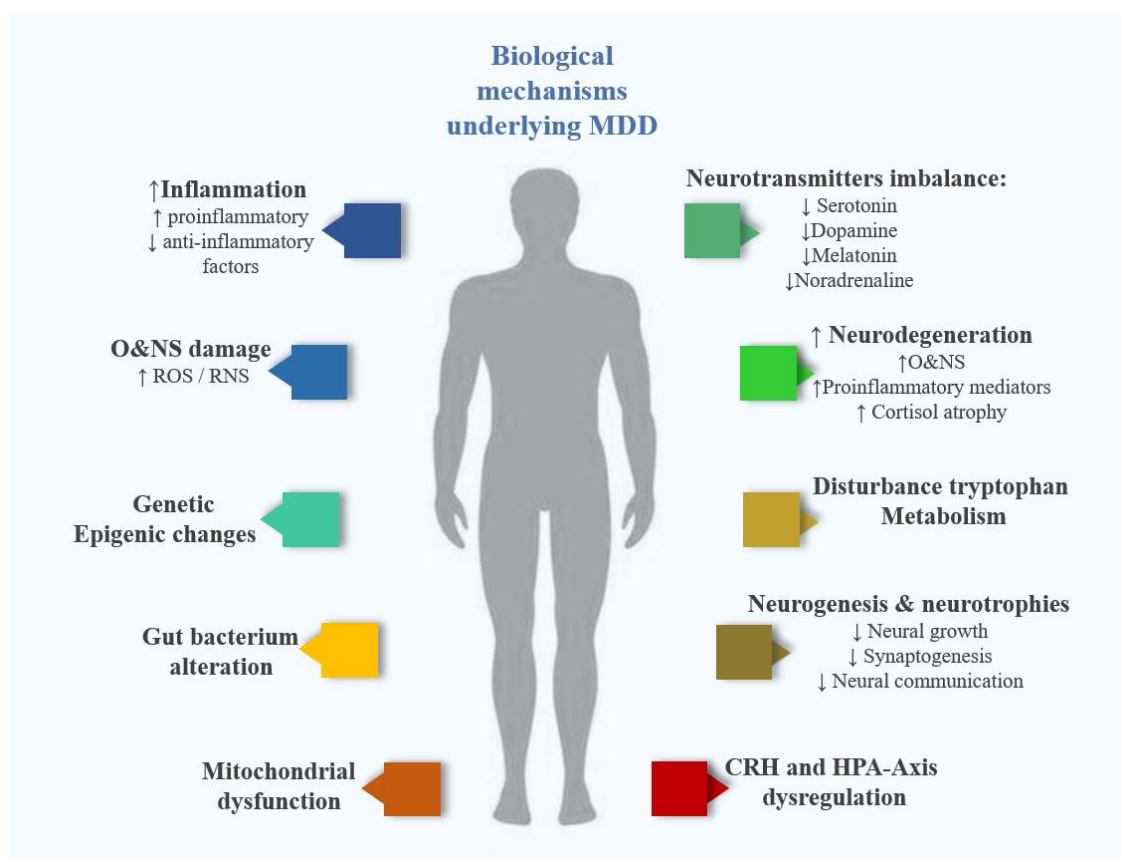 Biological
mechanisms
underlying MDD
↑Inflammation
↑ proinflammatory
↓ anti-inflammatory
factors
O&NS damage
↑ ROS / RNS
Genetic
Epigenic changes
Gut bacterium
alteration
Mitochondrial
dysfunction
Neurotransmitters imbalance:
↓ Serotonin
↓Dopamine
↓Melatonin
↓Noradrenaline
↑ Neurodegeneration
↑O&NS
↑Proinflammatory mediators
↑ Cortisol atrophy
Disturbance tryptophan
Metabolism
Neurogenesis & neurotrophies
↓ Neural growth
↓ Synaptogenesis
↓ Neural communication
CRH and HPA-Axis
dysregulation